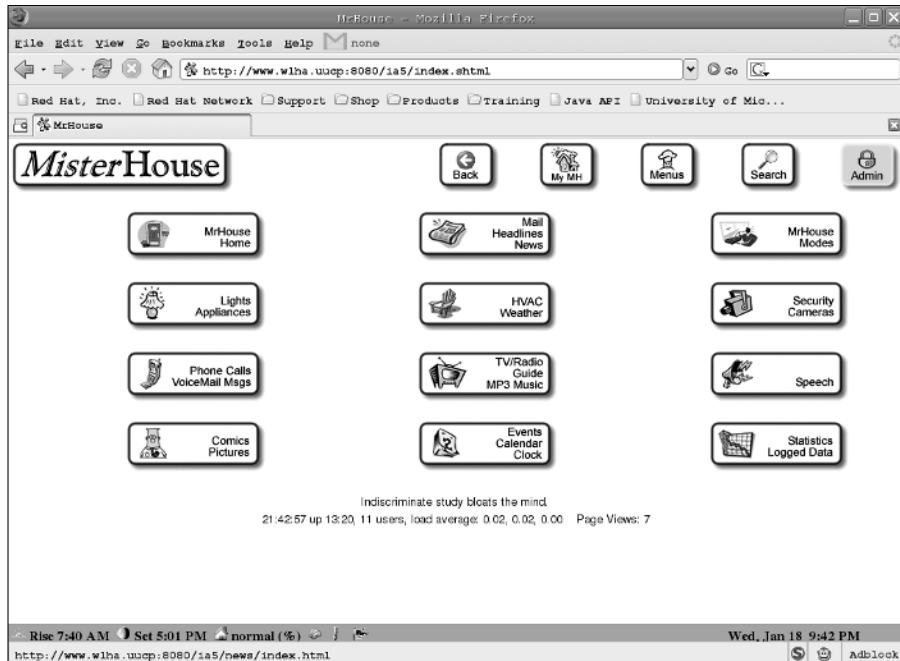 MrHouse - Mozilla Firefox
File Edit View Go Bookmarks Tools Help none
http://www.wlha.uucp:8080/ia5/index.shtml Go
Red Hat, Inc. Red Hat Network Support Shop Products Training Java API University of Mic...
MrHouse
MisterHouse
Back
My MH
Menus
Search
Admin
MrHouse
Home
Mail
Headlines
News
MrHouse
Modes
Lights
Appliances
HVAC
Weather
Security
Cameras
Phone Calls
VoiceMail Msgs
TV/Radio
Guide
MP3 Music
Speech
Comics
Pictures
Events
Calendar
Clock
Statistics
Logged Data
Indiscriminate study bloats the mind.
21:42:57 up 13:20, 11 users, load average: 0.02, 0.02, 0.00 Page Views: 7
Rise 7:40 AM Set 5:01 PM normal (%) Wed, Jan 18 9:42 PM
http://www.wlha.uucp:8080/ia5/news/index.html Adblock